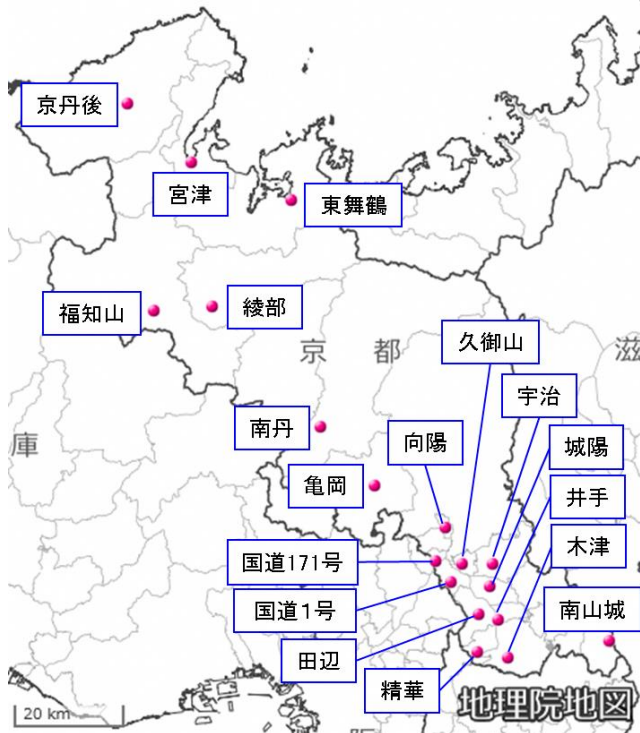 京丹後
宮津
東舞鶴
福知山
綾部
京 都
滋
久御山
宇治
庫
南丹
向陽
城陽
亀岡
井手
国道171号
木津
国道1号
南山城
田辺
精華
20 km
地理院地図
阪